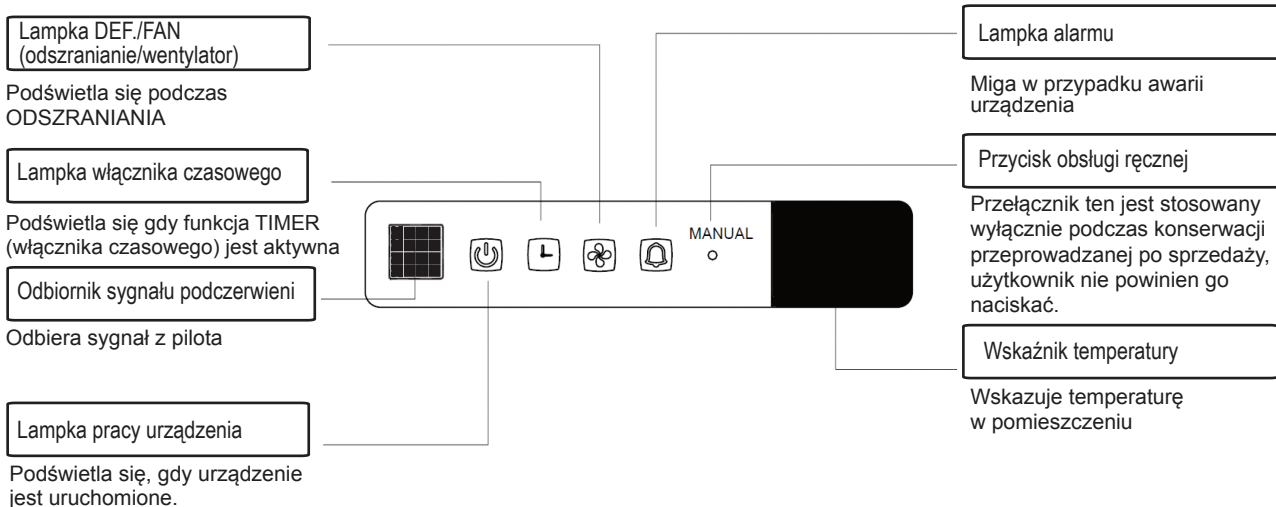 Lampka DEF./FAN
(odszranianie/wentylator)
Podświetla się podczas
ODSZRANIANIA
Lampka włącznika czasowego
Podświetla się gdy funkcja TIMER
(włącznika czasowego) jest aktywna
Odbiornik sygnału podczerwieni
Odbiera sygnał z pilota
Lampka pracy urządzenia
Podświetla się, gdy urządzenie
jest uruchomione.
MANUAL
Lampka alarmu
Miga w przypadku awarii
urządzenia
Przycisk obsługi ręcznej
Przełącznik ten jest stosowany
wyłącznie podczas konserwacji
przeprowadzanej po sprzedaży,
użytkownik nie powinien go
naciskać.
Wskaźnik temperatury
Wskazuje temperaturę
w pomieszczeniu